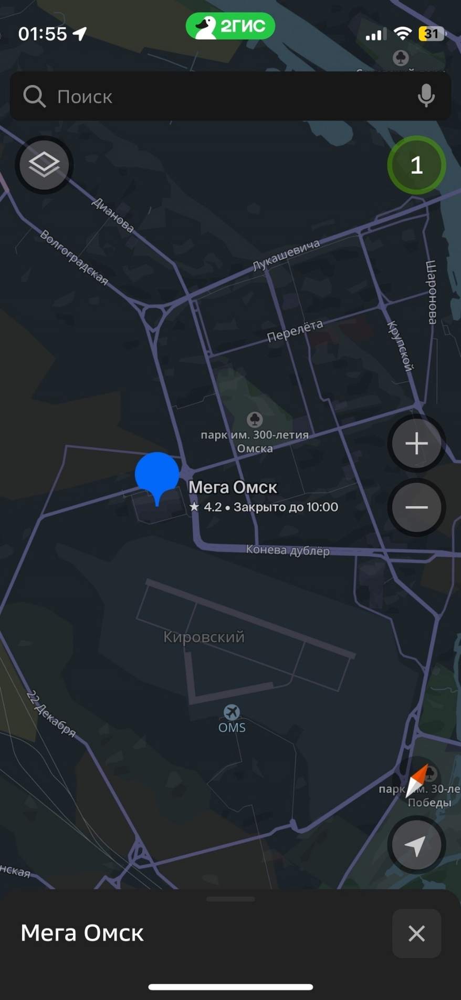 01:55
2ГИС
31
Поиск
1
Дианова
Волгоградская
Лукашевича
Шаронова
Перелёта
Крупской
парк им. 300-летия
Омска
Мега Омск
★ 4.2 • Закрыто до 10:00
Конева дублёр
Кировский
22 Декабря
OMS
парк им. 30-ле
Победы
нская
Мега Омск